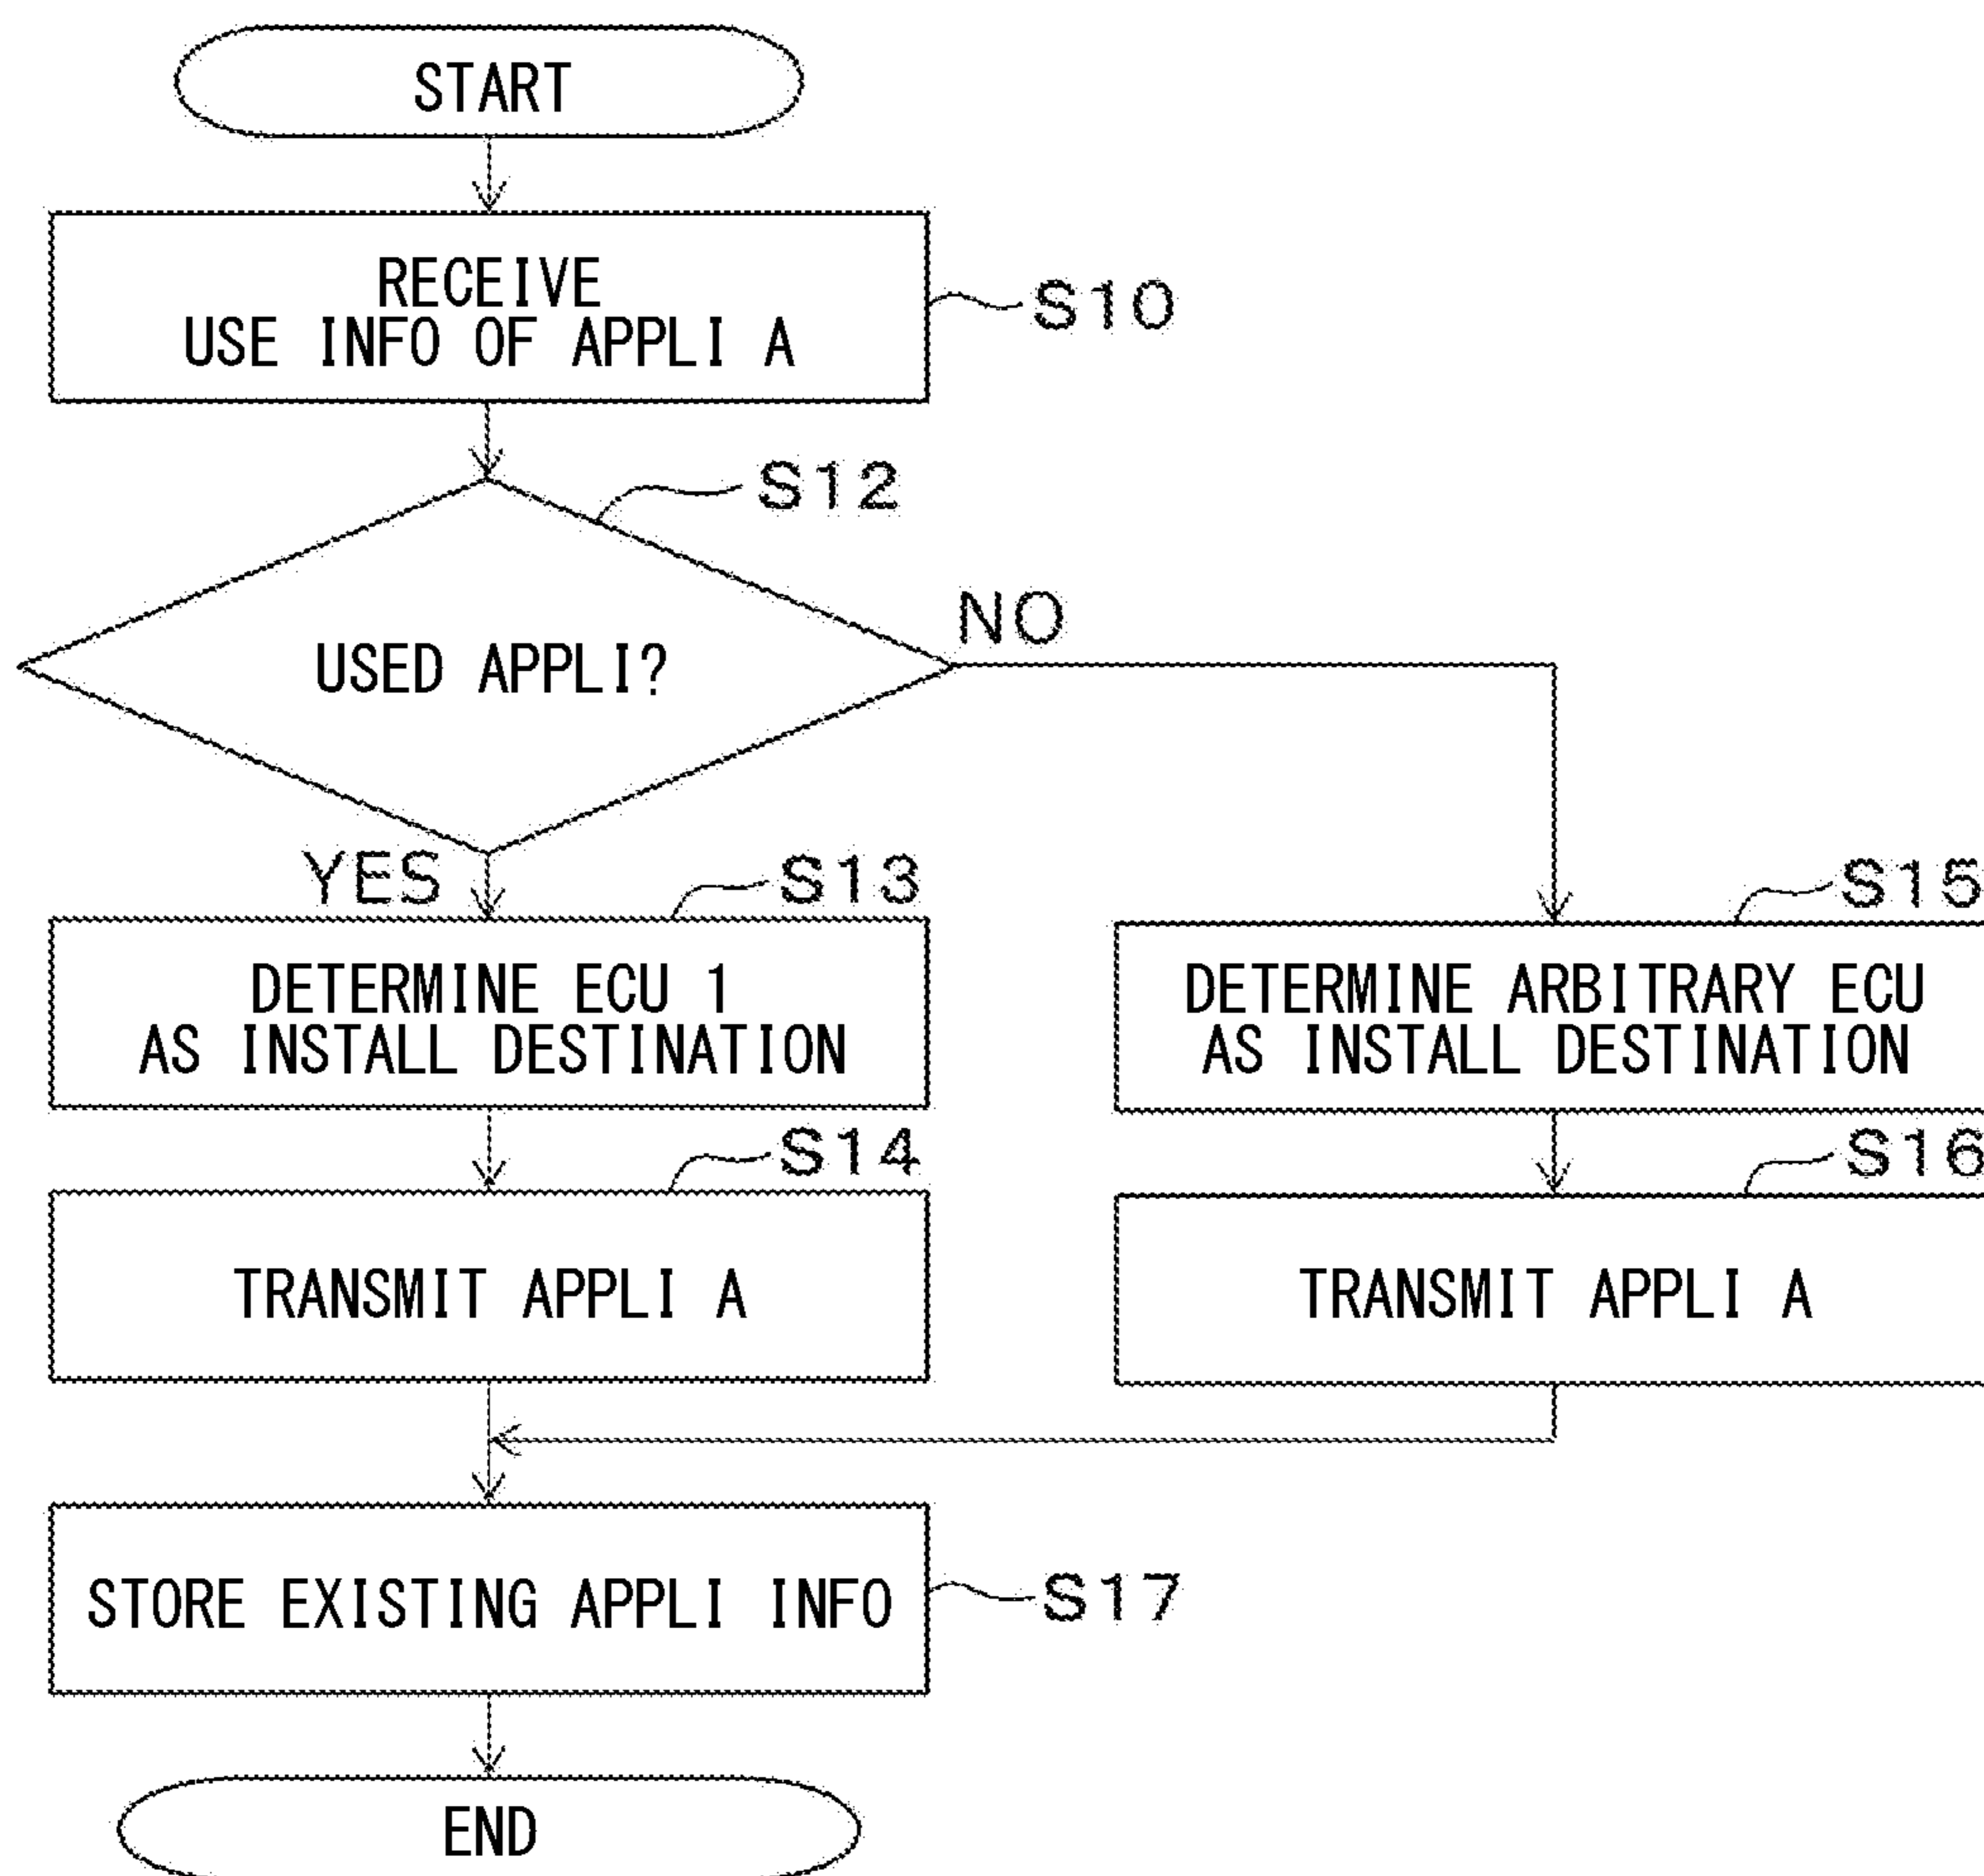 START
RECEIVE
USE INFO OF APPLI A
S10
S12
USED APPLI?
NO
YES
S13
DETERMINE ECU 1
AS INSTALL DESTINATION
S15
DETERMINE ARBITRARY ECU
AS INSTALL DESTINATION
S14
TRANSMIT APPLI A
S16
TRANSMIT APPLI A
STORE EXISTING APPLI INFO
S17
END